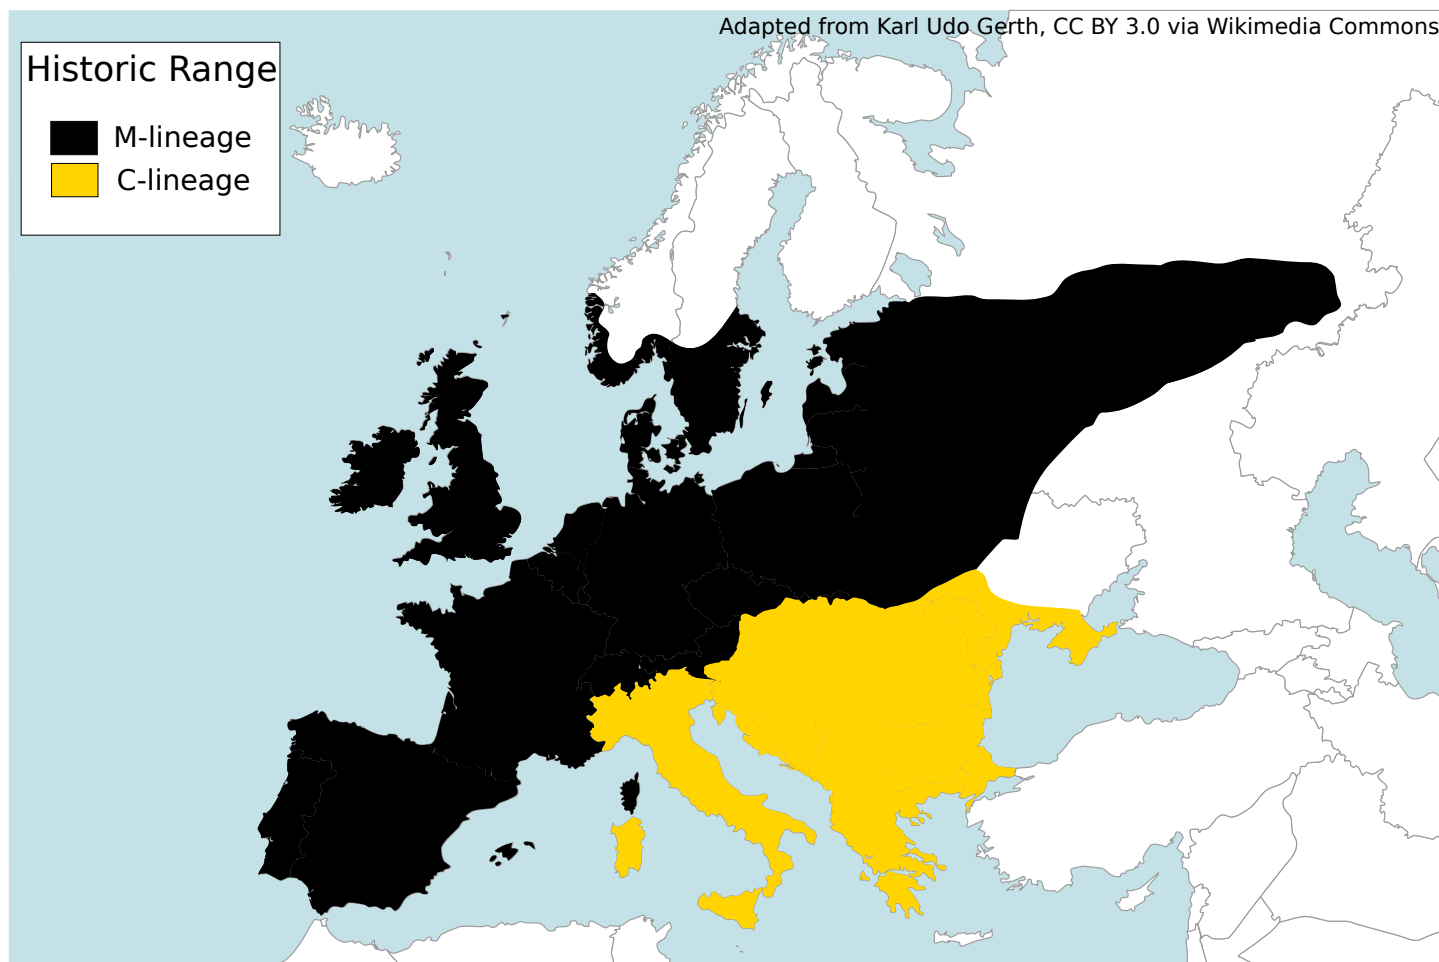 Adapted from Karl Udo Gerth, CC BY 3.0 via Wikimedia Commons
Historic Range
M-lineage
C-lineage